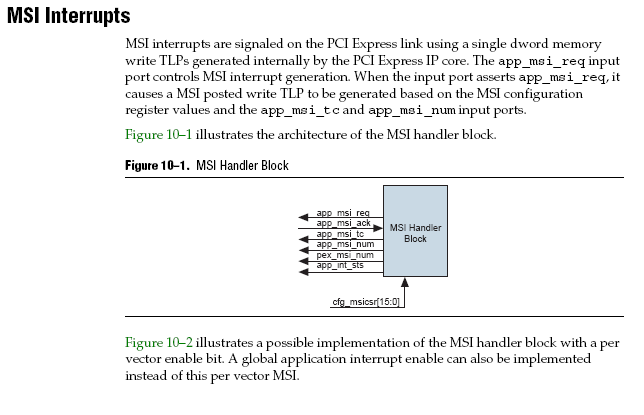 MSI Interrupts
MSI interrupts are signaled on the PCI Express link using a single dword memory
write TLPs generated internally by the PCI Express IP core. The app_msi_req input
port controls MSI interrupt generation. When the input port asserts app_msi_req, it
causes a MSI posted write TLP to be generated based on the MSI configuration
register values and the app_msi_tc and app_msi_num input ports.
Figure 10–1 illustrates the architecture of the MSI handler block.
Figure 10–1. MSI Handler Block
app_msi_req
app_msi_ack
app_msi_tc
app_msi_num
pex_msi_num
app_int_sts
MSI Handler
Block
cfg_msicsr[15:0]
Figure 10–2 illustrates a possible implementation of the MSI handler block with a per
vector enable bit. A global application interrupt enable can also be implemented
instead of this per vector MSI.